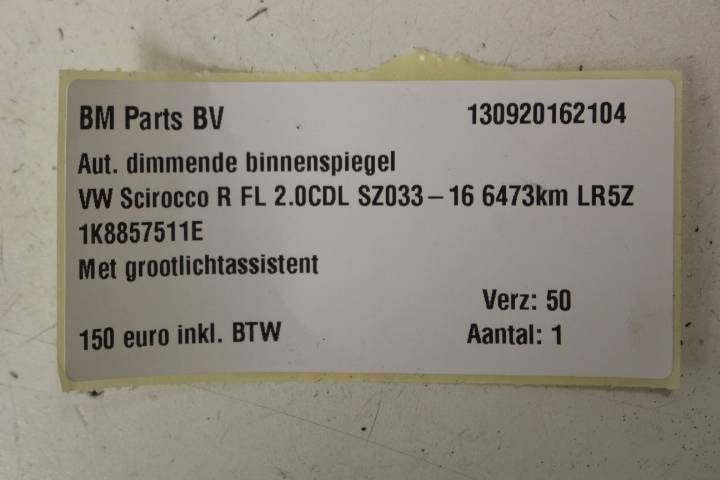 BM Parts BV 130920162104
Aut. dimmende binnenspiegel
VW Scirocco R FL 2.0CDL SZ033-16 6473km LR5Z
1K8857511E
Met grootlichtassistent
Verz: 50
150 euro inkl. BTW Aantal: 1